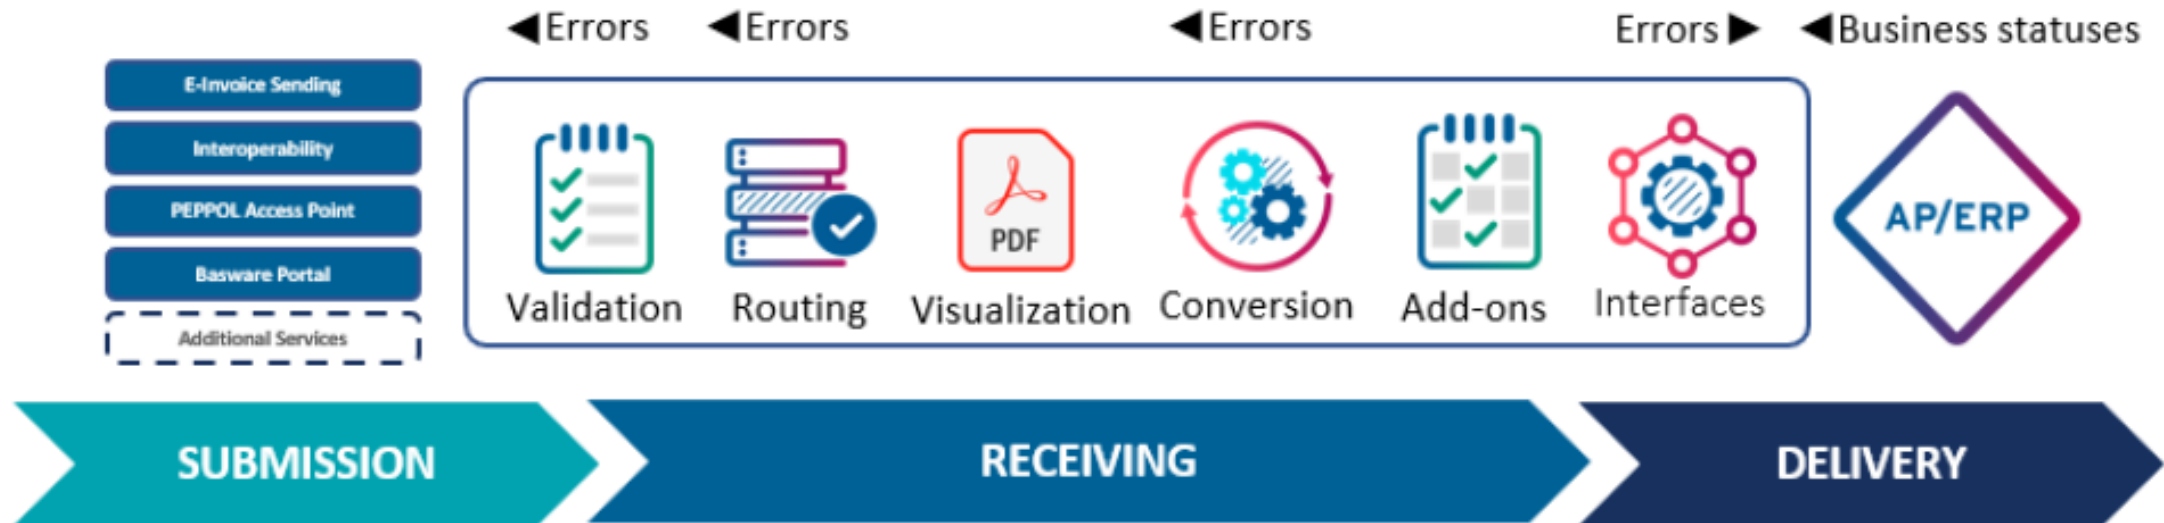 ◀Errors
◀Errors
◀Errors
Errors▶
◀Business statuses
E-Invoice Sending
Interoperability
PEPPOL Access Point
Basware Portal
Additional Services
PDF
AP/ERP
Validation
Routing
Visualization
Conversion
Add-ons
Interfaces
SUBMISSION
RECEIVING
DELIVERY